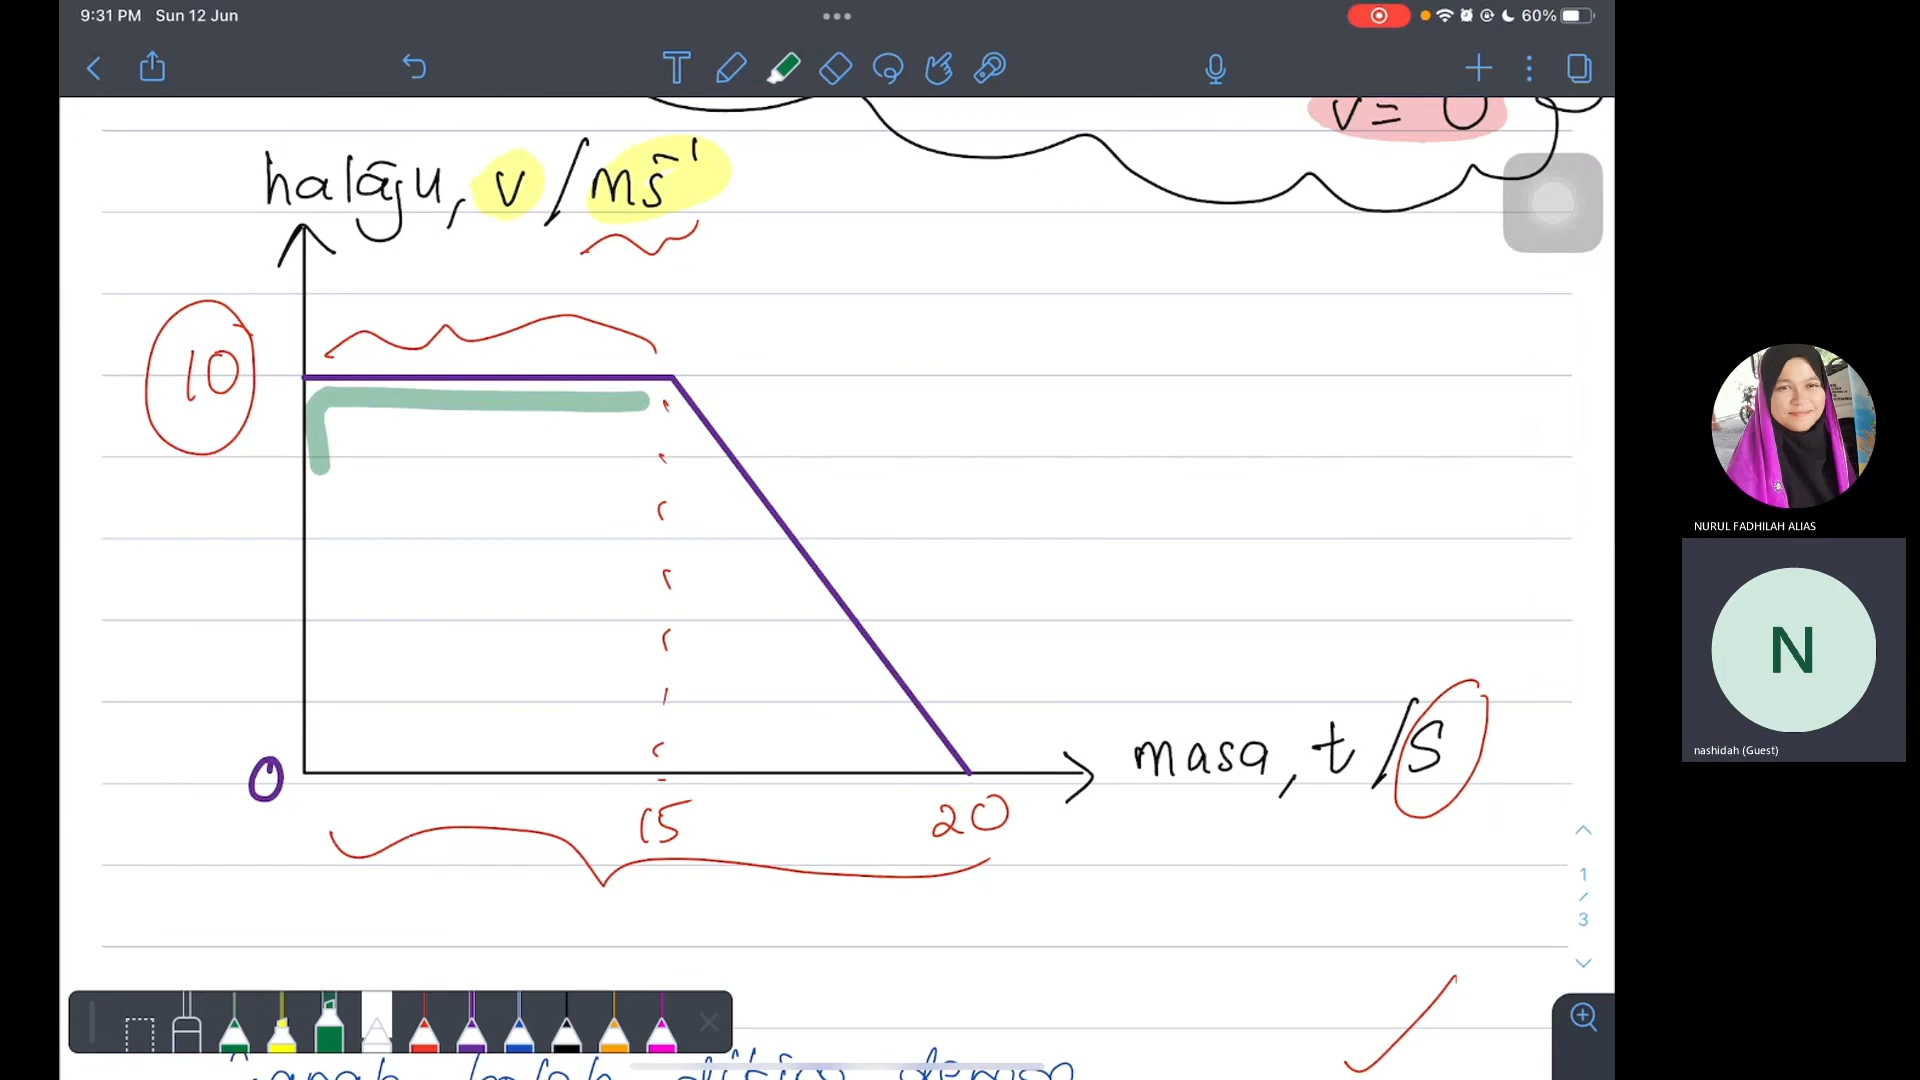 9:31 PM Sun 12 Jun
60%
v = 0
halaju, v / ms⁻¹
10
0
15
20
masa, t / s
1
/
3
NURUL FADHILAH ALIAS
N
nashidah (Guest)